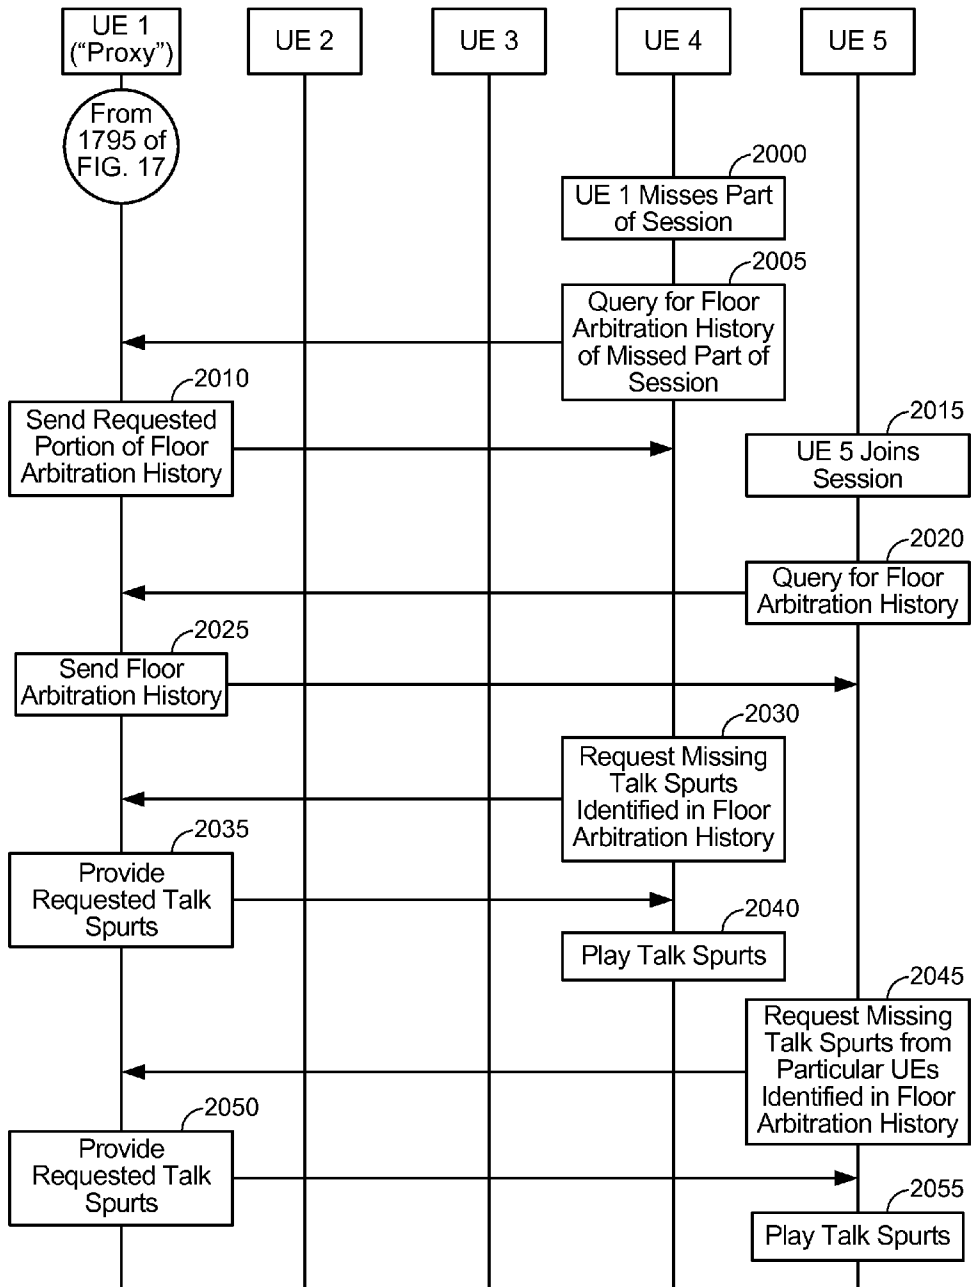 UE 1
("Proxy")
UE 2
UE 3
UE 4
UE 5
From
1795 of
FIG. 17
2000
UE 1 Misses Part
of Session
2005
Query for Floor
Arbitration History
of Missed Part of
Session
2010
Send Requested
Portion of Floor
Arbitration History
2015
UE 5 Joins
Session
2020
Query for Floor
Arbitration History
2025
Send Floor
Arbitration History
2030
Request Missing
Talk Spurts
Identified in Floor
Arbitration History
2035
Provide
Requested Talk
Spurts
2040
Play Talk Spurts
2045
Request Missing
Talk Spurts from
Particular UEs
Identified in Floor
Arbitration History
2050
Provide
Requested Talk
Spurts
2055
Play Talk Spurts